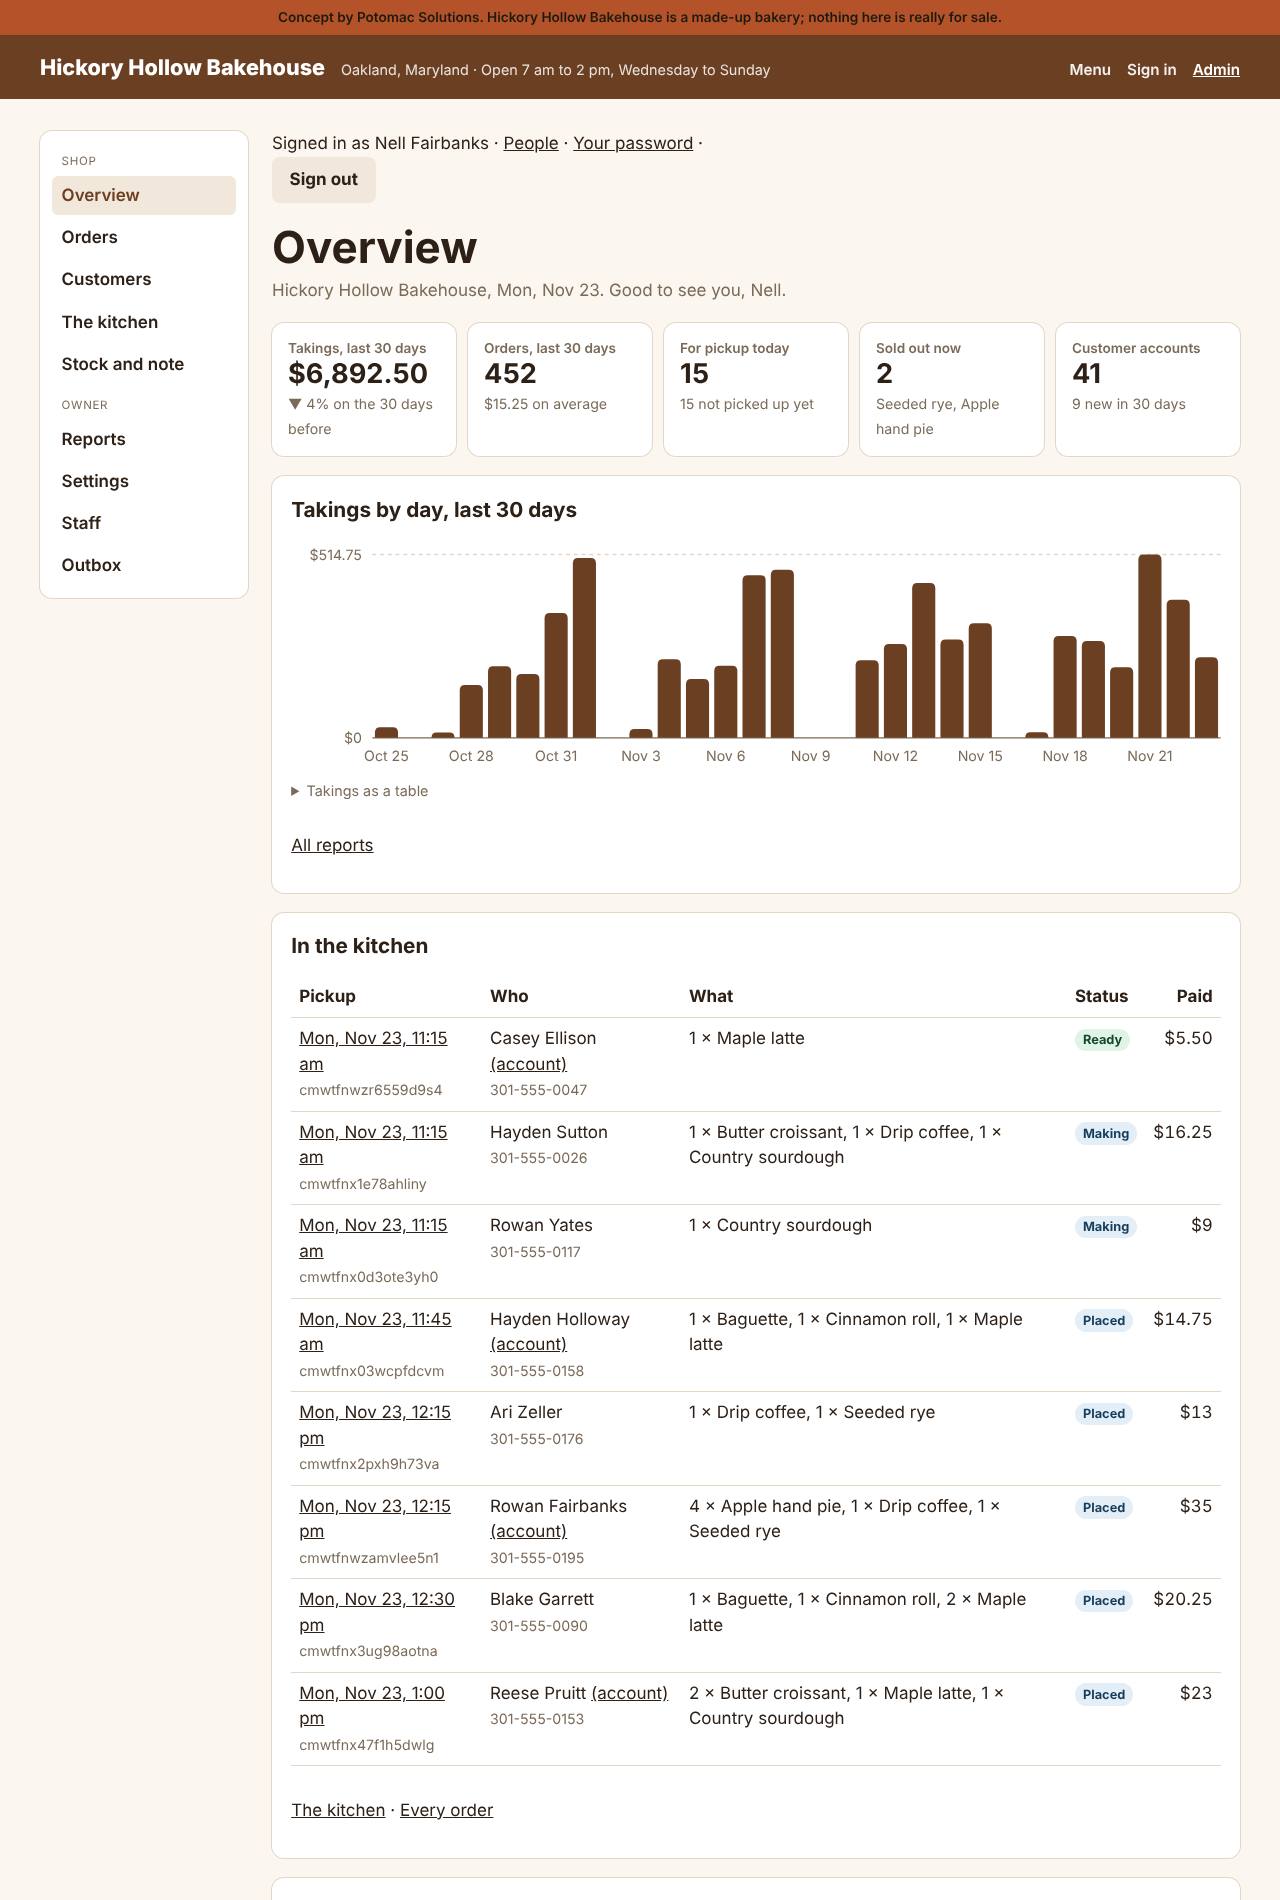 Concept by Potomac Solutions. Hickory Hollow Bakehouse is a made-up bakery; nothing here is really for sale.
Hickory Hollow Bakehouse Oakland, Maryland · Open 7 am to 2 pm, Wednesday to Sunday Menu Sign in Admin
SHOP
Overview
Orders
Customers
The kitchen
Stock and note
OWNER
Reports
Settings
Staff
Outbox
Signed in as Nell Fairbanks · People · Your password ·
Sign out
Overview
Hickory Hollow Bakehouse, Mon, Nov 23. Good to see you, Nell.
Takings, last 30 days
$6,892.50
▼ 4% on the 30 days
before
Orders, last 30 days
452
$15.25 on average
For pickup today
15
15 not picked up yet
Sold out now
2
Seeded rye, Apple
hand pie
Customer accounts
41
9 new in 30 days
Takings by day, last 30 days
$514.75
$0
Oct 25 Oct 28 Oct 31 Nov 3 Nov 6 Nov 9 Nov 12 Nov 15 Nov 18 Nov 21
▶ Takings as a table
All reports
In the kitchen
Pickup Who What Status Paid
Mon, Nov 23, 11:15 Casey Ellison 1 × Maple latte Ready $5.50
am (account)
cmwtfnwzr6559d9s4 301-555-0047
Mon, Nov 23, 11:15 Hayden Sutton 1 × Butter croissant, 1 × Drip coffee, 1 × Making $16.25
am 301-555-0026 Country sourdough
cmwtfnx1e78ahliny
Mon, Nov 23, 11:15 Rowan Yates 1 × Country sourdough Making $9
am 301-555-0117
cmwtfnx0d3ote3yh0
Mon, Nov 23, 11:45 Hayden Holloway 1 × Baguette, 1 × Cinnamon roll, 1 × Maple Placed $14.75
am (account) latte
cmwtfnx03wcpfdcvm 301-555-0158
Mon, Nov 23, 12:15 Ari Zeller 1 × Drip coffee, 1 × Seeded rye Placed $13
pm 301-555-0176
cmwtfnx2pxh9h73va
Mon, Nov 23, 12:15 Rowan Fairbanks 4 × Apple hand pie, 1 × Drip coffee, 1 × Placed $35
pm (account) Seeded rye
cmwtfnwzamvlee5n1 301-555-0195
Mon, Nov 23, 12:30 Blake Garrett 1 × Baguette, 1 × Cinnamon roll, 2 × Maple Placed $20.25
pm 301-555-0090 latte
cmwtfnx3ug98aotna
Mon, Nov 23, 1:00 Reese Pruitt (account) 2 × Butter croissant, 1 × Maple latte, 1 × Placed $23
pm 301-555-0153 Country sourdough
cmwtfnx47f1h5dwlg
The kitchen · Every order